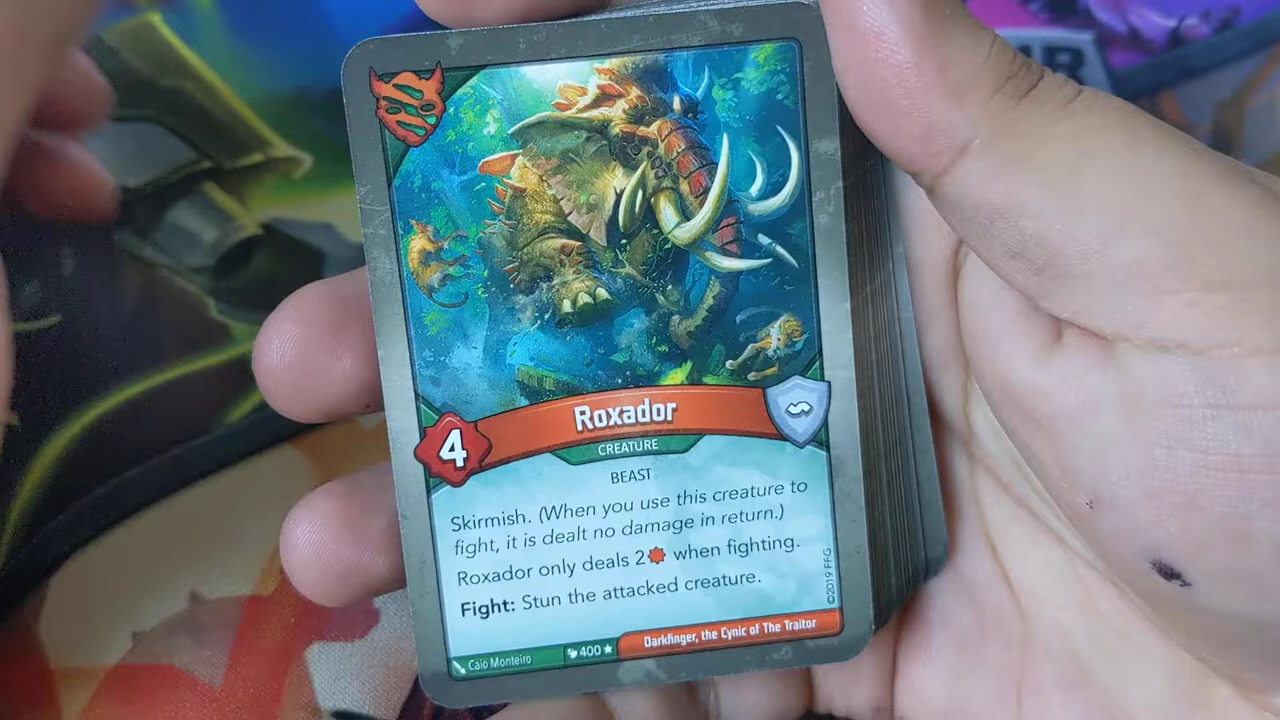 Roxador
4
CREATURE
BEAST
Skirmish. (When you use this creature to
fight, it is dealt no damage in return.)
Roxador only deals 2 when fighting.
Fight: Stun the attacked creature.
©2019 FFG
Caio Monteiro
400
Darkfinger, the Cynic of The Traitor